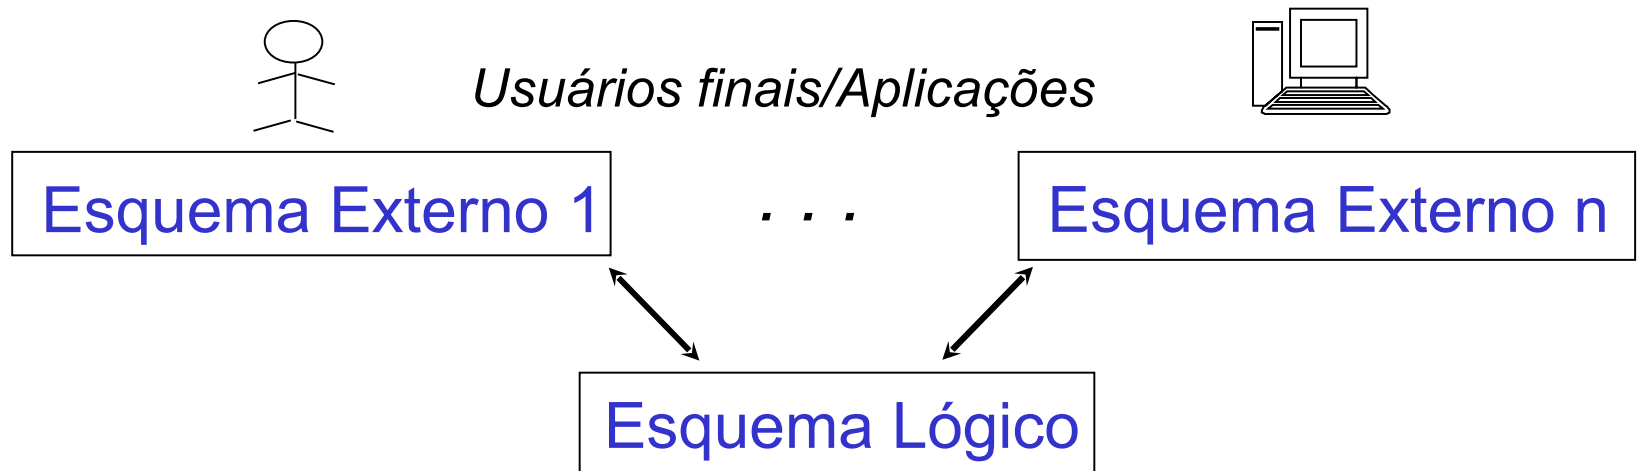 Usuários finais/Aplicações
Esquema Externo 1
. . .
Esquema Externo n
Esquema Lógico